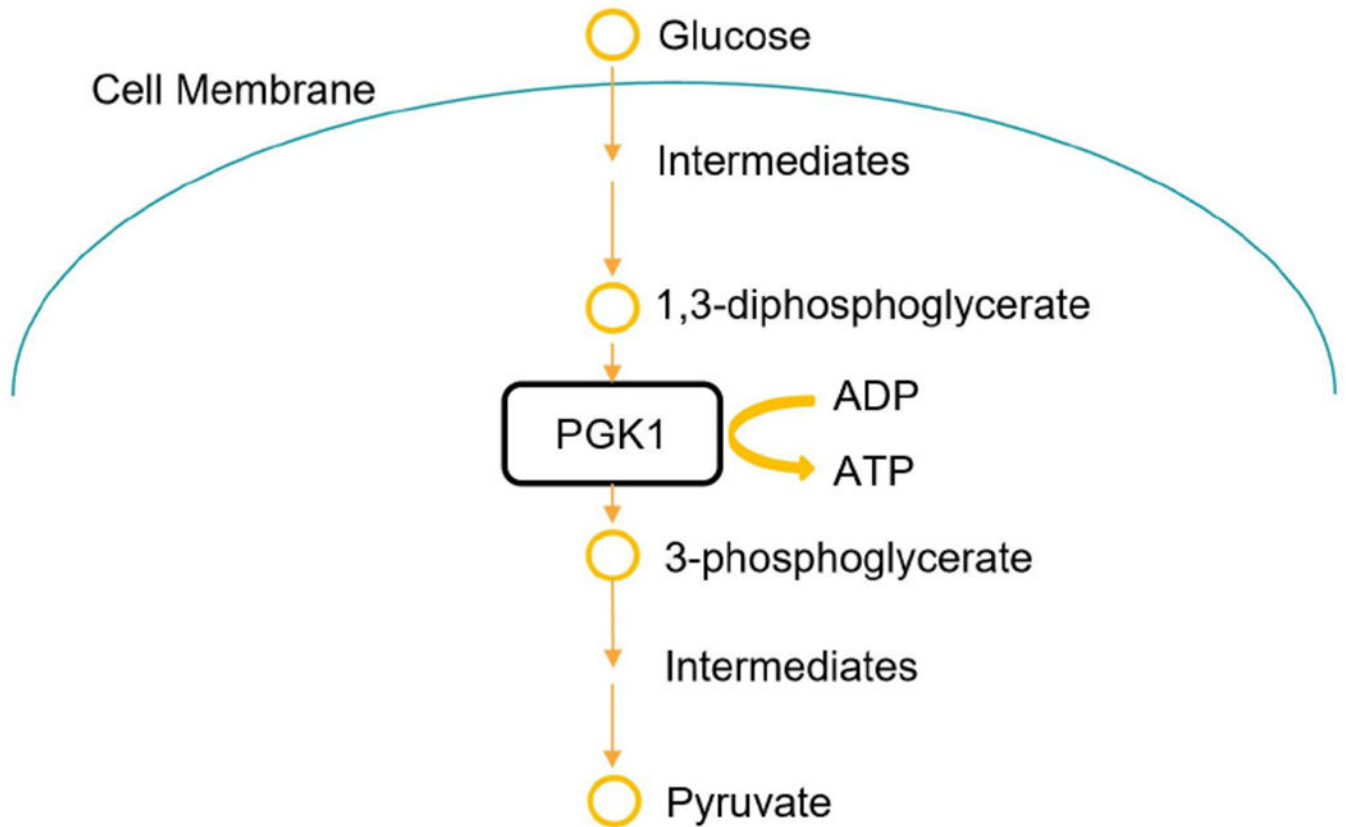 Glucose
Cell Membrane
Intermediates
1,3-diphosphoglycerate
ADP
PGK1
ATP
3-phosphoglycerate
Intermediates
Pyruvate